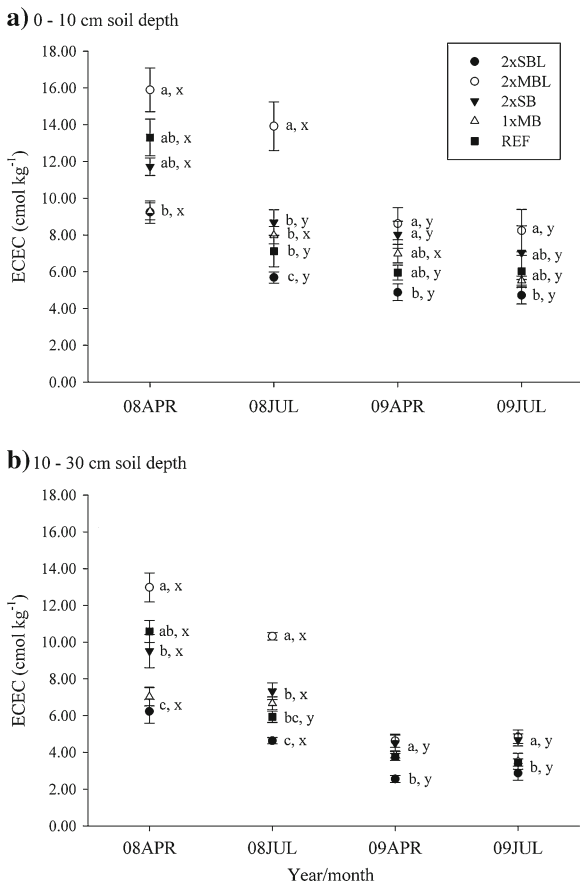 a) 0 - 10 cm soil depth
18.00
16.00
14.00
12.00
10.00
8.00
6.00
4.00
2.00
0.00
ECEC (cmol kg⁻¹)
2xSBL
2xMBL
2xSB
1xMB
REF
a, x
ab, x
ab, x
b, x
a, x
b, y
b, x
b, y
c, y
a, y
a, y
ab, x
ab, y
b, y
a, y
ab, y
ab, y
b, y
08APR 08JUL 09APR 09JUL
b) 10 - 30 cm soil depth
18.00
16.00
14.00
12.00
10.00
8.00
6.00
4.00
2.00
0.00
ECEC (cmol kg⁻¹)
a, x
ab, x
b, x
c, x
a, x
b, x
bc, y
c, x
a, y
b, y
a, y
b, y
08APR 08JUL 09APR 09JUL
Year/month